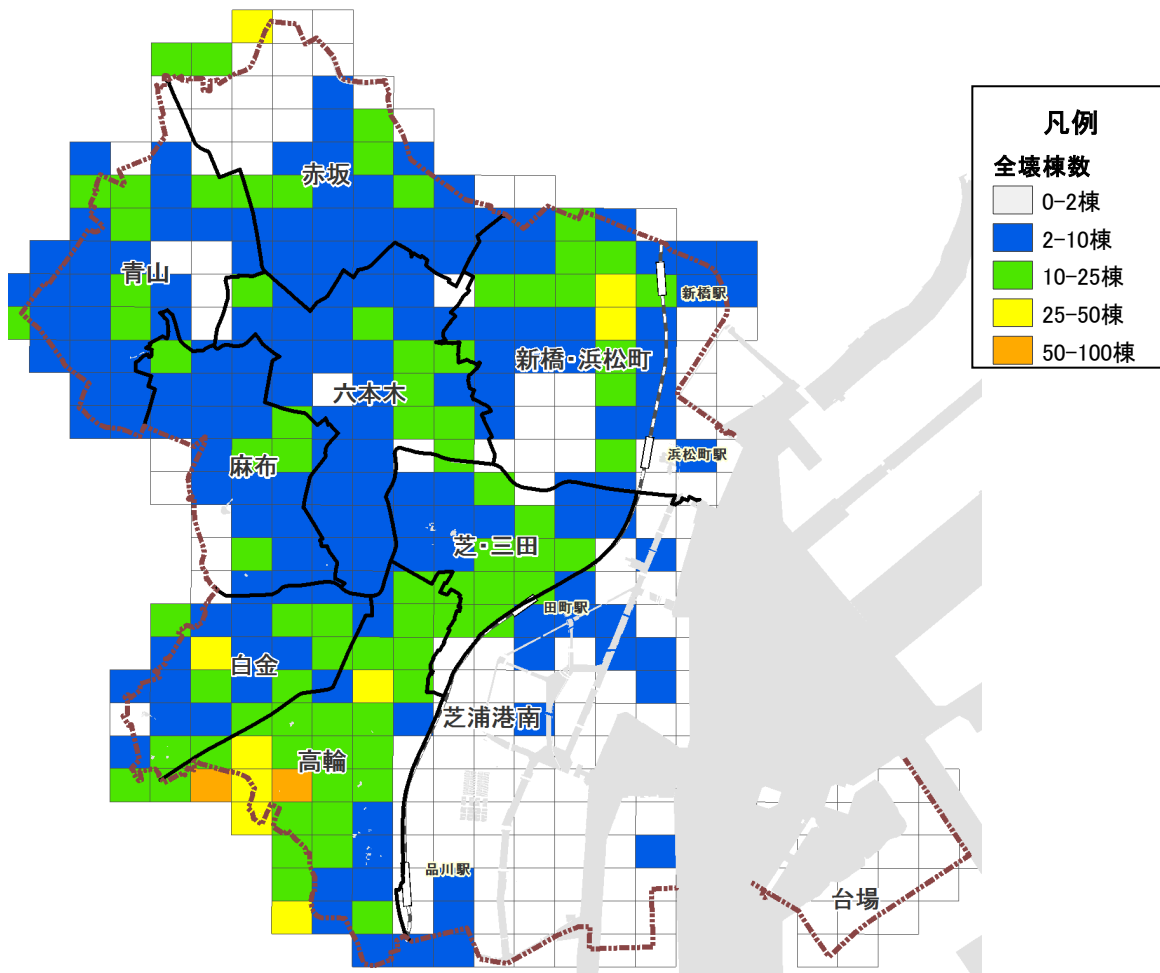 凡例
全壊棟数
0-2棟
2-10棟
10-25棟
25-50棟
50-100棟
赤坂
青山
新橋駅
新橋・浜松町
六本木
浜松町駅
麻布
芝・三田
田町駅
白金
芝浦港南
高輪
品川駅
台場